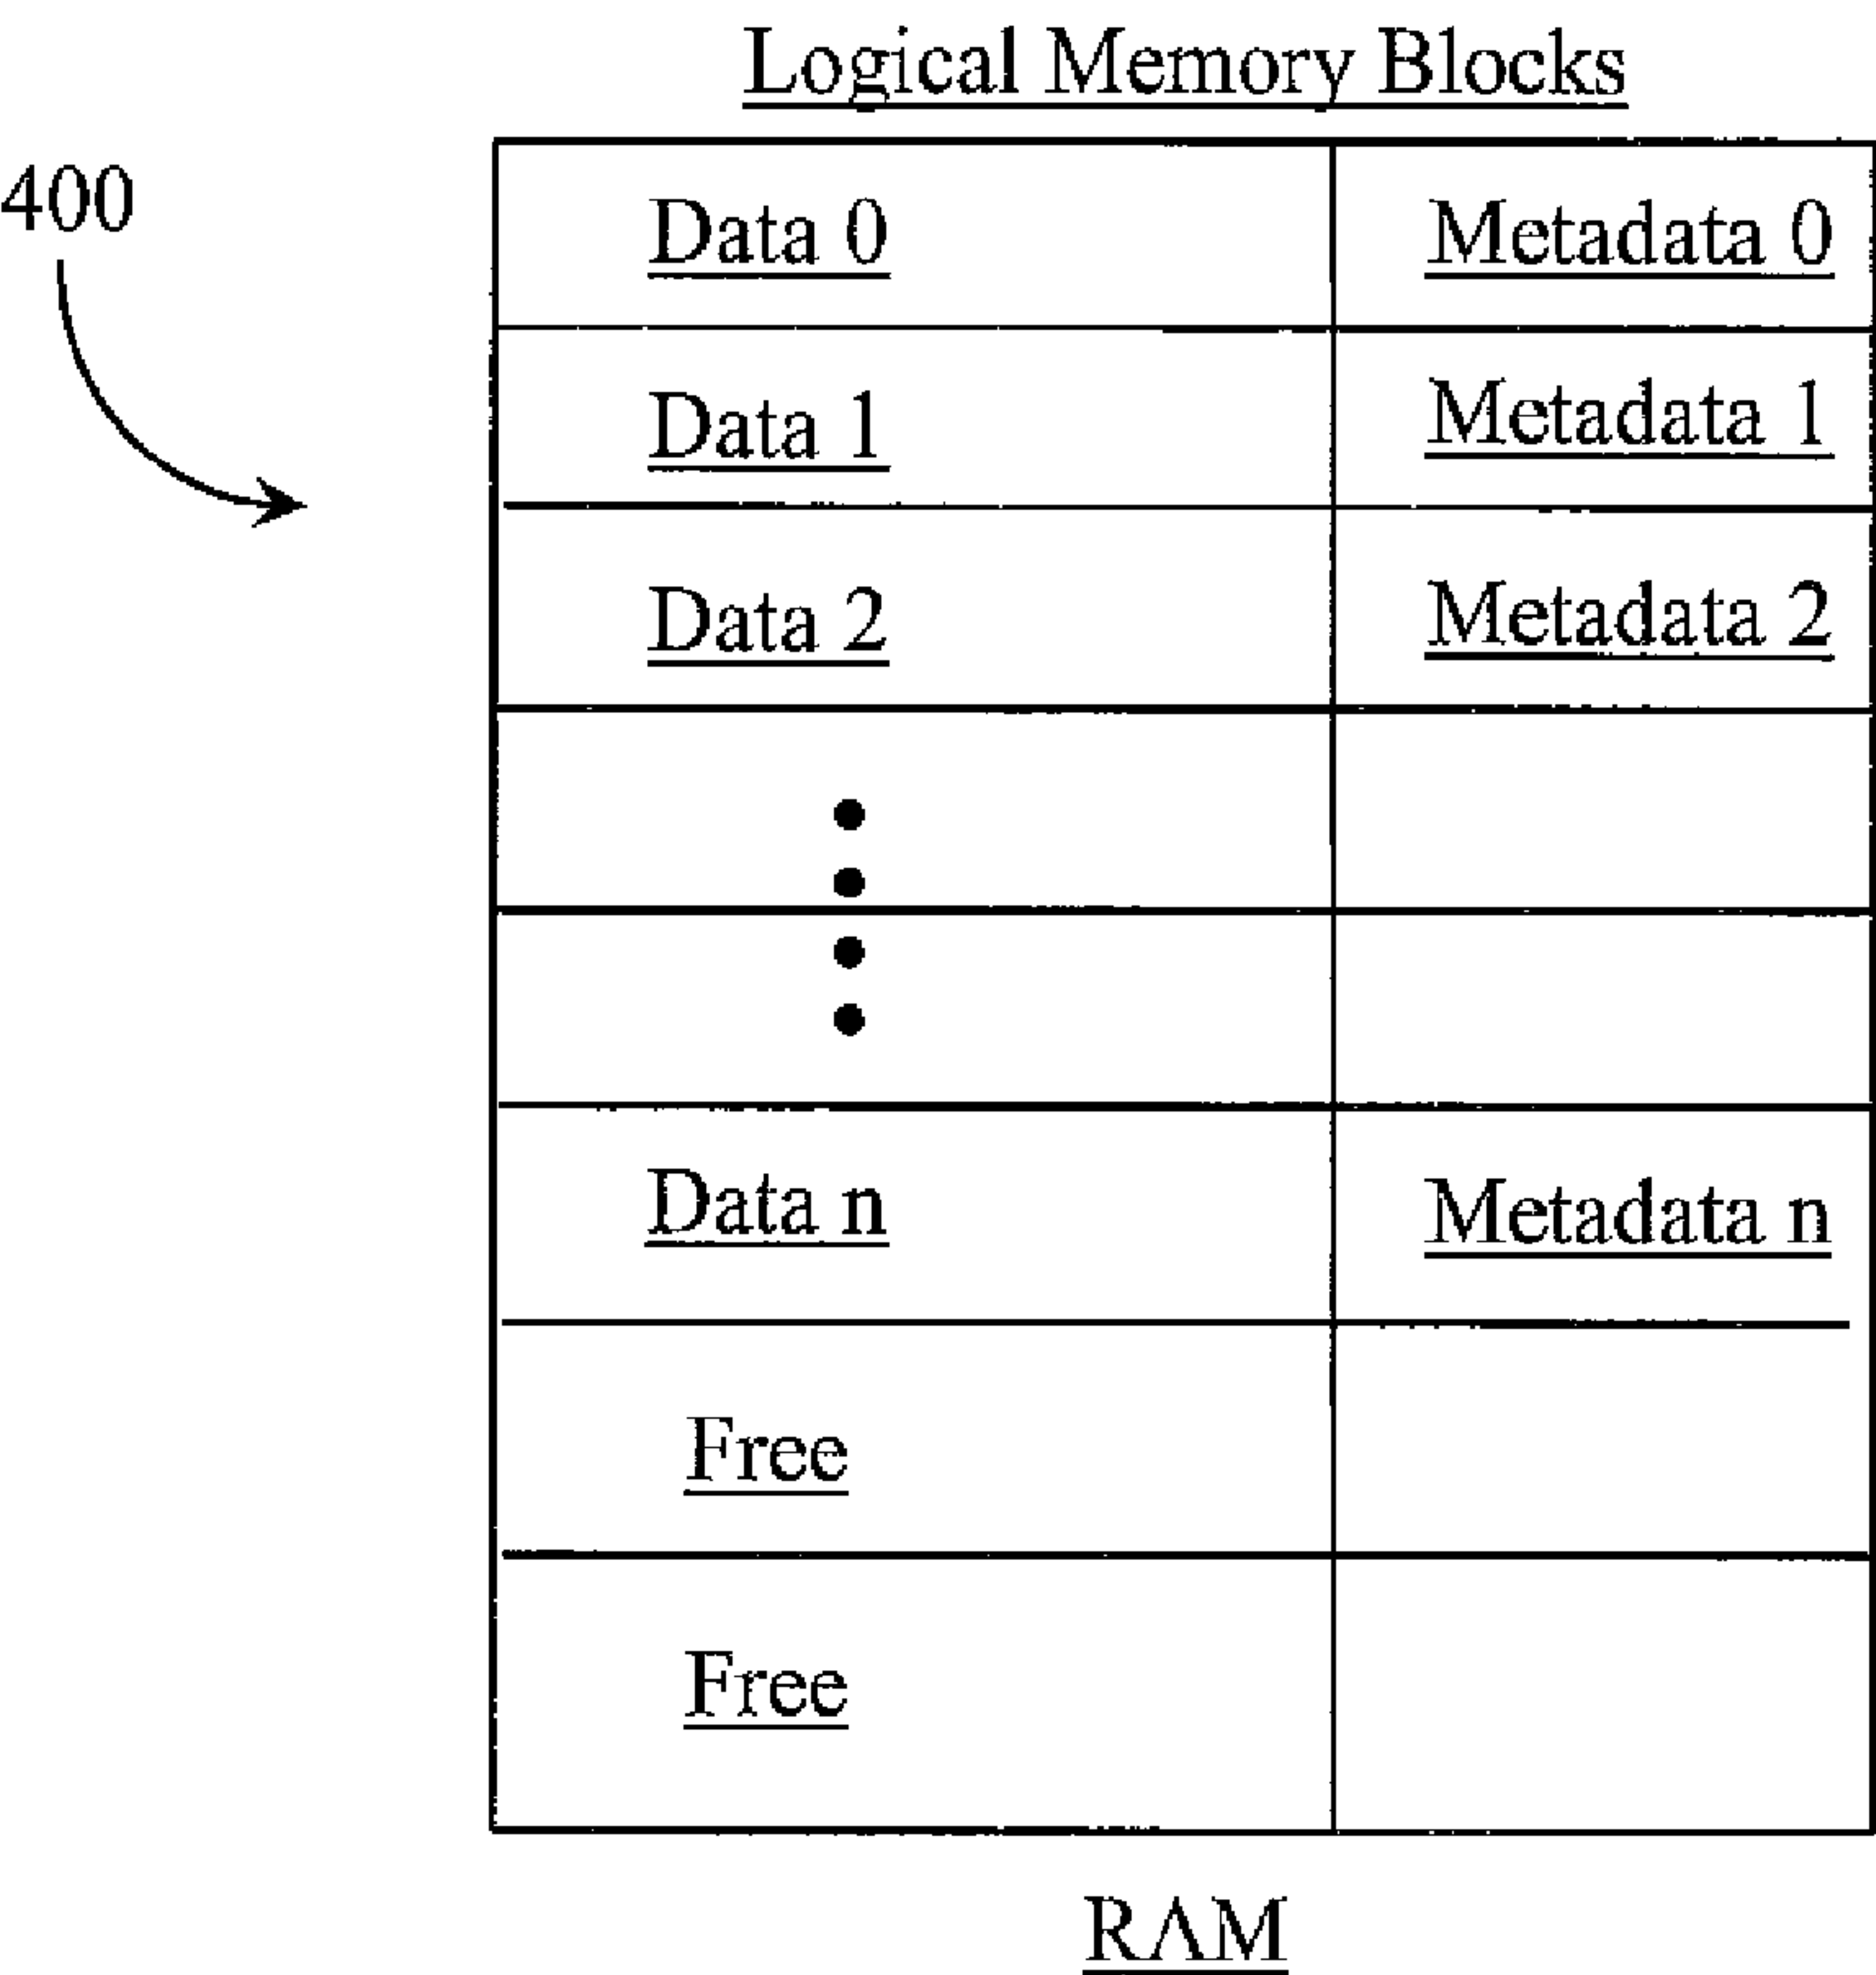 Logical Memory Blocks
400
Data 0 Metadata 0
Data 1 Metadata 1
Data 2 Metadata 2
Data n Metadata n
Free
Free
RAM